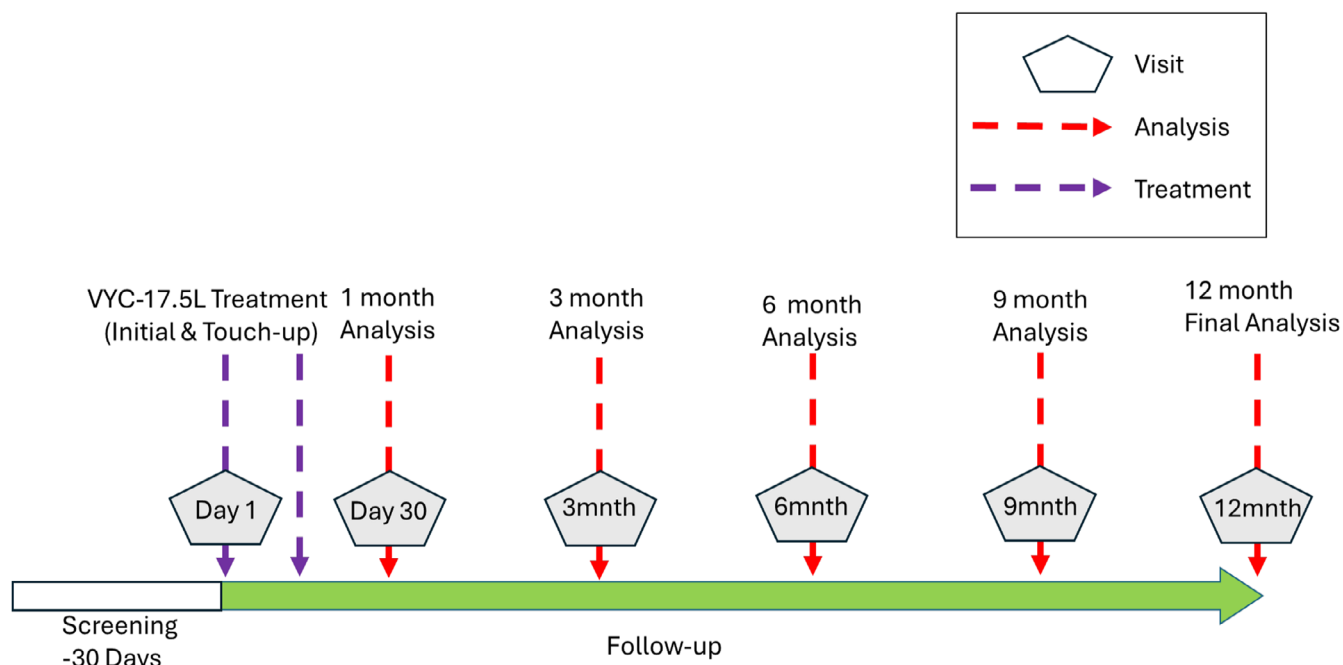 Visit
Analysis
Treatment
VYC-17.5L Treatment
(Initial & Touch-up)
1 month
Analysis
3 month
Analysis
6 month
Analysis
9 month
Analysis
12 month
Final Analysis
Day 1
Day 30
3mnth
6mnth
9mnth
12mnth
Screening
-30 Days
Follow-up